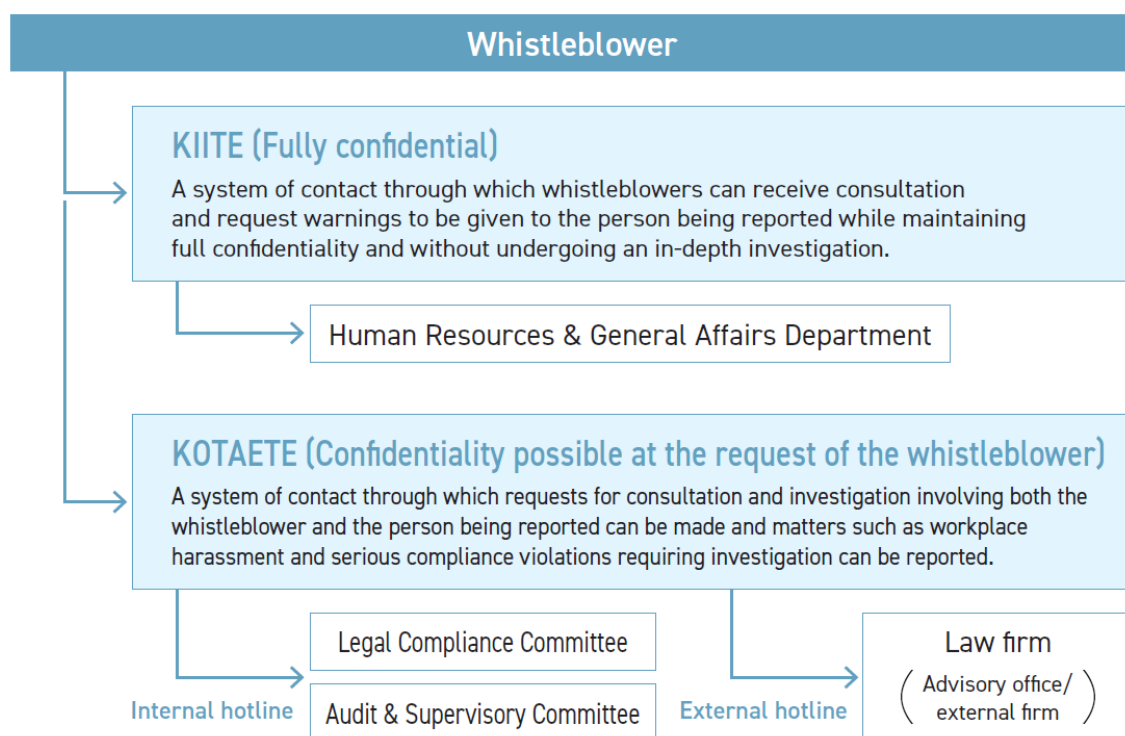 Whistleblower
KIITE (Fully confidential)
A system of contact through which whistleblowers can receive consultation
and request warnings to be given to the person being reported while maintaining
full confidentiality and without undergoing an in-depth investigation.
Human Resources & General Affairs Department
KOTAETE (Confidentiality possible at the request of the whistleblower)
A system of contact through which requests for consultation and investigation involving both the
whistleblower and the person being reported can be made and matters such as workplace
harassment and serious compliance violations requiring investigation can be reported.
Internal hotline
Legal Compliance Committee
Audit & Supervisory Committee
External hotline
Law firm
(Advisory office/
external firm)